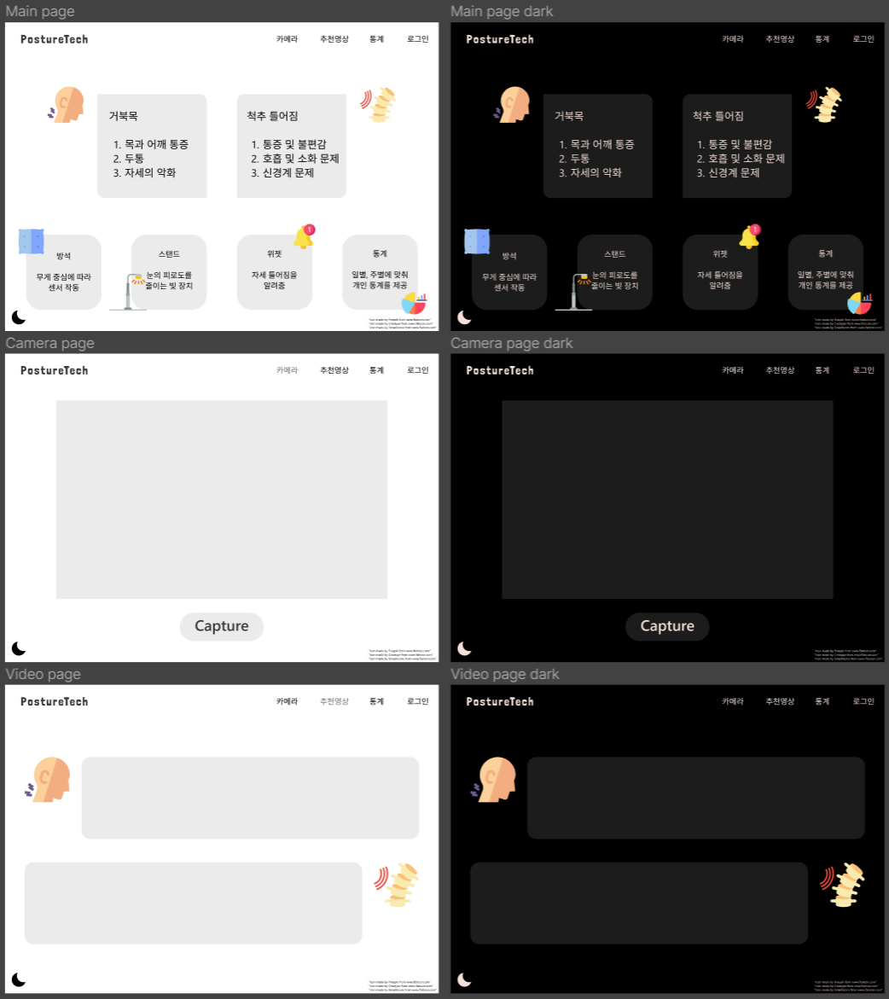 Main page
PostureTech
카메라 추천영상 통계 로그인
거북목
1. 목과 어깨 통증
2. 두통
3. 자세의 악화
척추 틀어짐
1. 통증 및 불편감
2. 호흡 및 소화 문제
3. 신경계 문제
방석
무게 중심에 따라
센서 작동
스탠드
눈의 피로도를
줄이는 빛 장치
위젯
자세 틀어짐을
알려줌
1
통계
일별, 주별에 맞춰
개인 통계를 제공
Main page dark
PostureTech
카메라 추천영상 통계 로그인
거북목
1. 목과 어깨 통증
2. 두통
3. 자세의 악화
척추 틀어짐
1. 통증 및 불편감
2. 호흡 및 소화 문제
3. 신경계 문제
방석
무게 중심에 따라
센서 작동
스탠드
눈의 피로도를
줄이는 빛 장치
위젯
자세 틀어짐을
알려줌
1
통계
일별, 주별에 맞춰
개인 통계를 제공
Camera page
PostureTech
카메라 추천영상 통계 로그인
Capture
Camera page dark
PostureTech
카메라 추천영상 통계 로그인
Capture
Video page
PostureTech
카메라 추천영상 통계 로그인
Video page dark
PostureTech
카메라 추천영상 통계 로그인